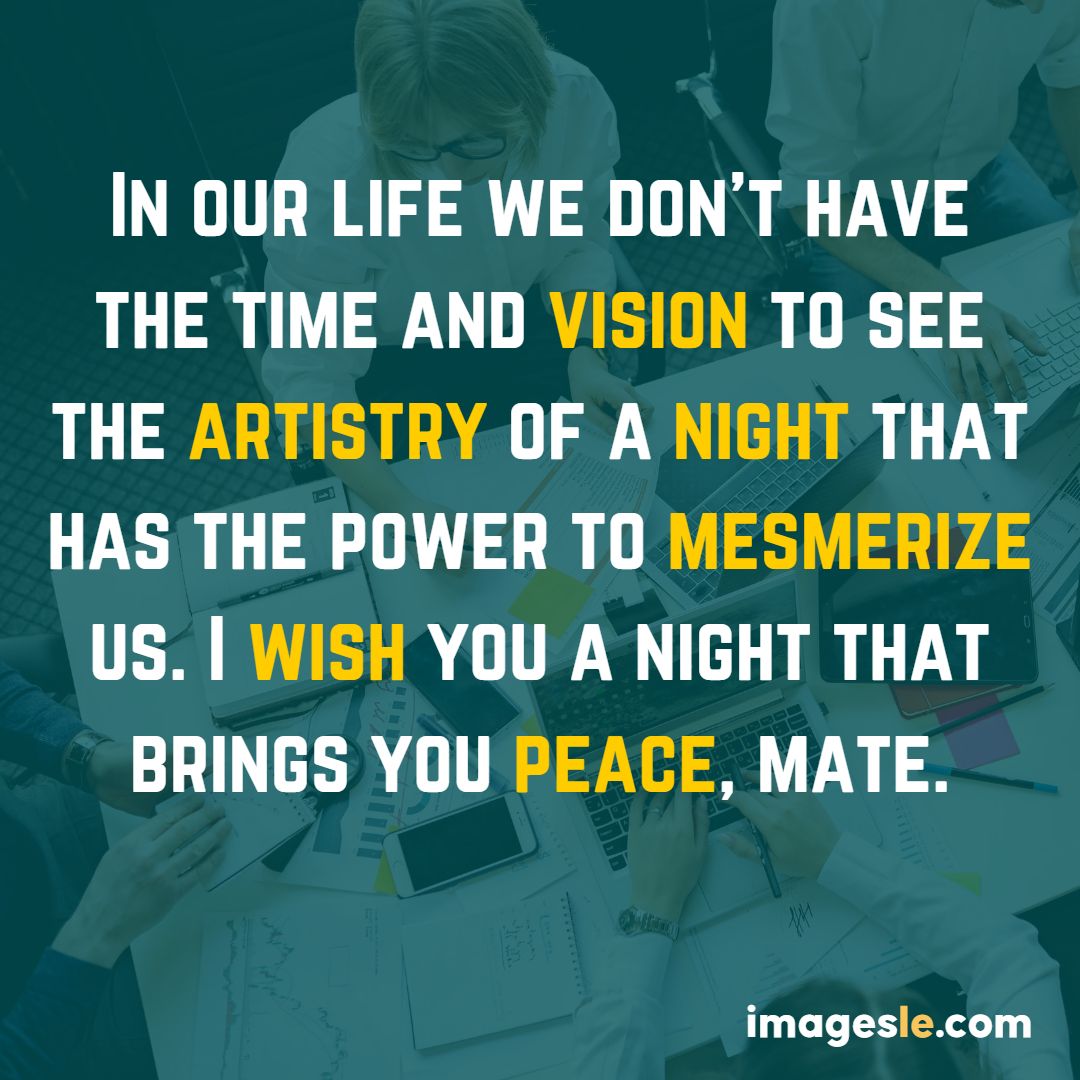 In our life we don't have
the time and vision to see
the artistry of a night that
has the power to mesmerize
us. I wish you a night that
brings you peace, mate.
imagesle.com